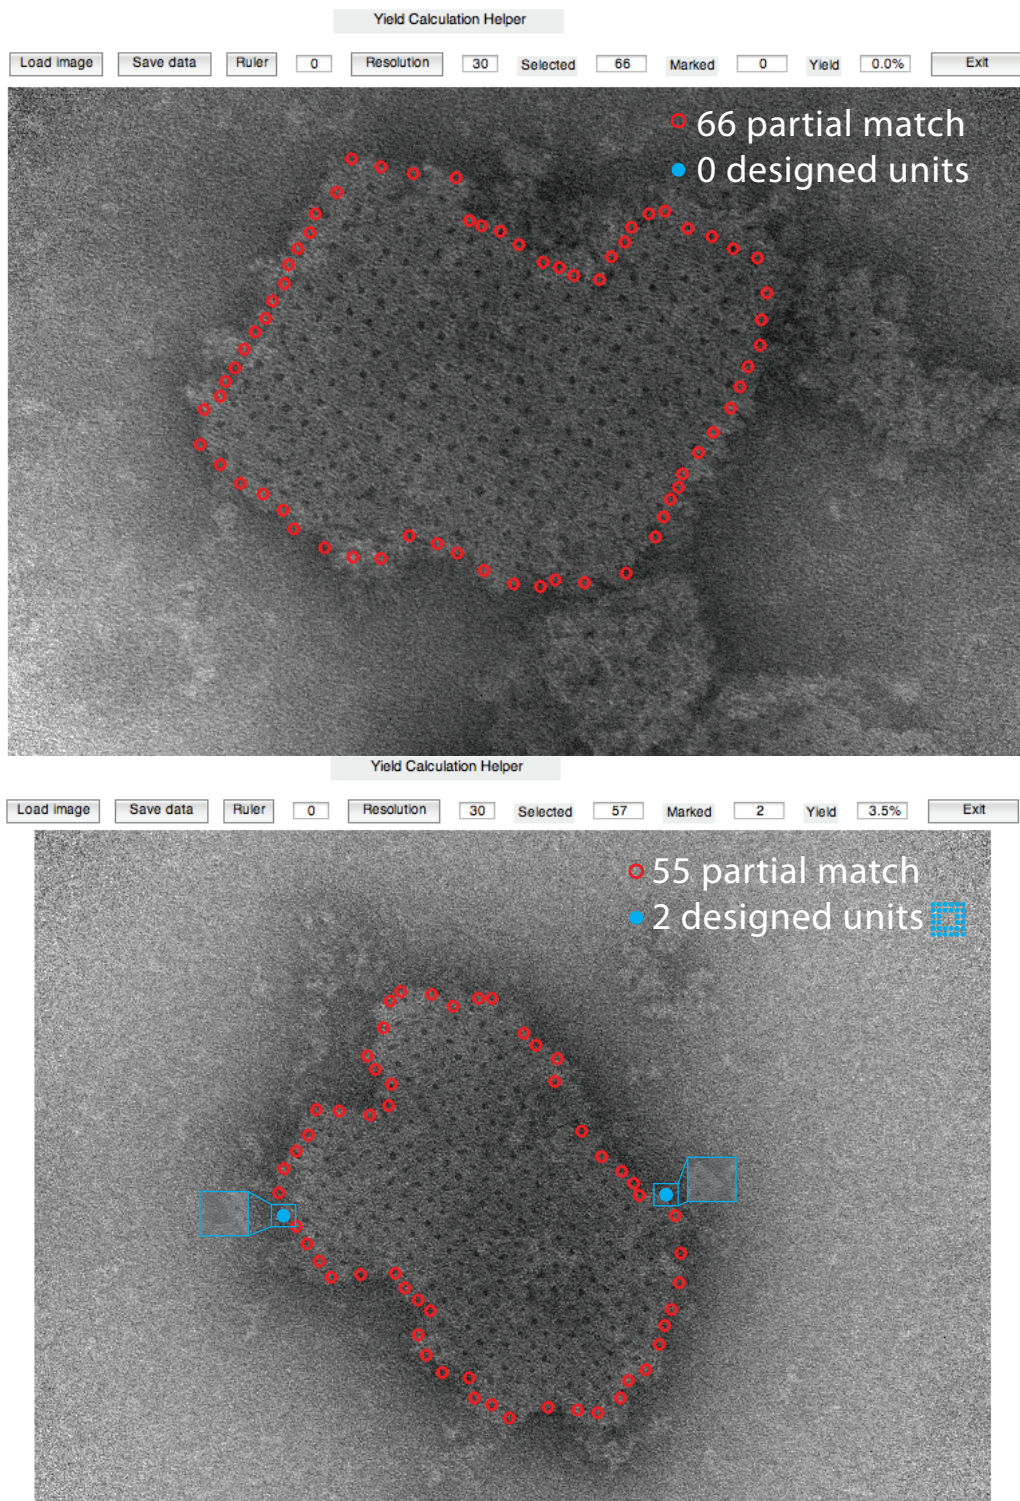 Yield Calculation Helper
Load image Save data Ruler 0 Resolution 30 Selected 66 Marked 0 Yield 0.0% Exit
66 partial match
0 designed units
Yield Calculation Helper
Load image Save data Ruler 0 Resolution 30 Selected 57 Marked 2 Yield 3.5% Exit
55 partial match
2 designed units